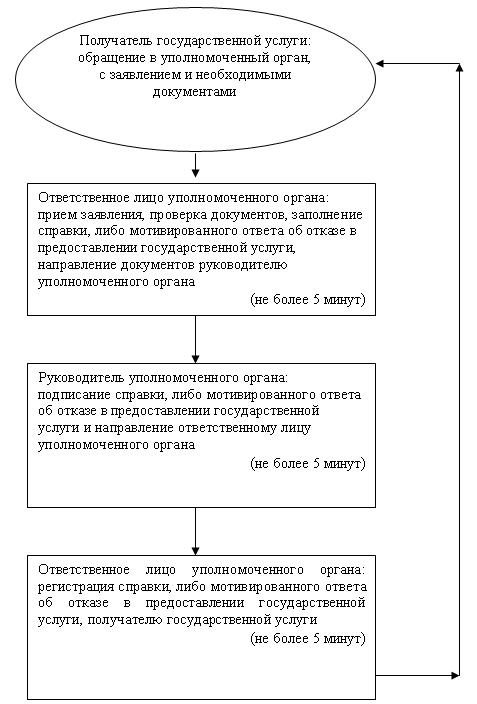 Получатель государственной услуги:
обращение в уполномоченный орган,
с заявлением и необходимыми
документами
Ответственное лицо уполномоченного органа:
прием заявления, проверка документов, заполнение
справки, либо мотивированного ответа об отказе в
предоставлении государственной услуги,
направление документов руководителю
уполномоченного органа
(не более 5 минут)
Руководитель уполномоченного органа:
подписание справки, либо мотивированного ответа
об отказе в предоставлении государственной
услуги и направление ответственному лицу
уполномоченного органа
(не более 5 минут)
Ответственное лицо уполномоченного органа:
регистрация справки, либо мотивированного ответа
об отказе в предоставлении государственной
услуги, получателю государственной услуги
(не более 5 минут)